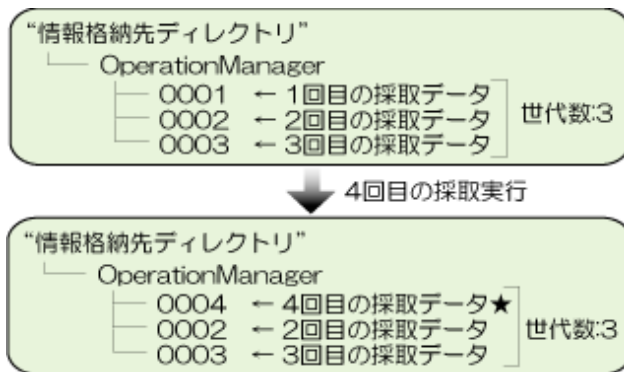 “情報格納先ディレクトリ”
OperationManager
0001 ← 1回目の採取データ
0002 ← 2回目の採取データ
0003 ← 3回目の採取データ
世代数:3
4回目の採取実行
“情報格納先ディレクトリ”
OperationManager
0004 ← 4回目の採取データ★
0002 ← 2回目の採取データ
0003 ← 3回目の採取データ
世代数:3